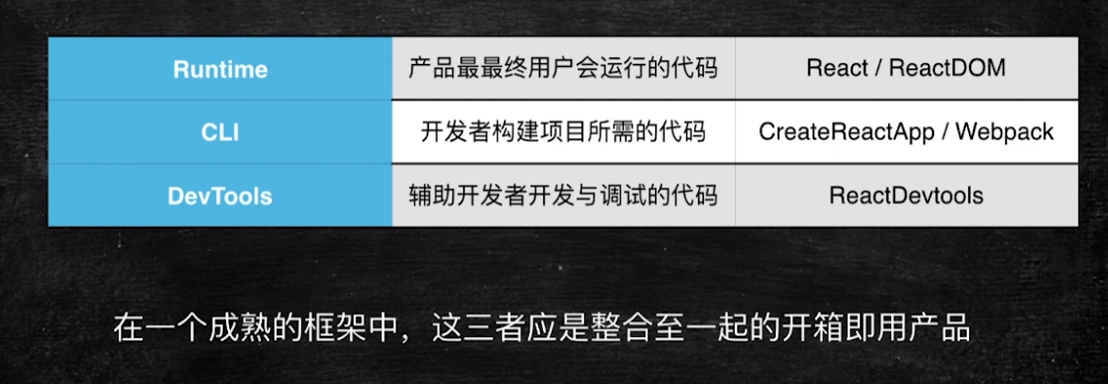 Runtime 产品最最终用户会运行的代码 React / ReactDOM
CLI 开发者构建项目所需的代码 CreateReactApp / Webpack
DevTools 辅助开发者开发与调试的代码 ReactDevtools
在一个成熟的框架中，这三者应是整合至一起的开箱即用产品